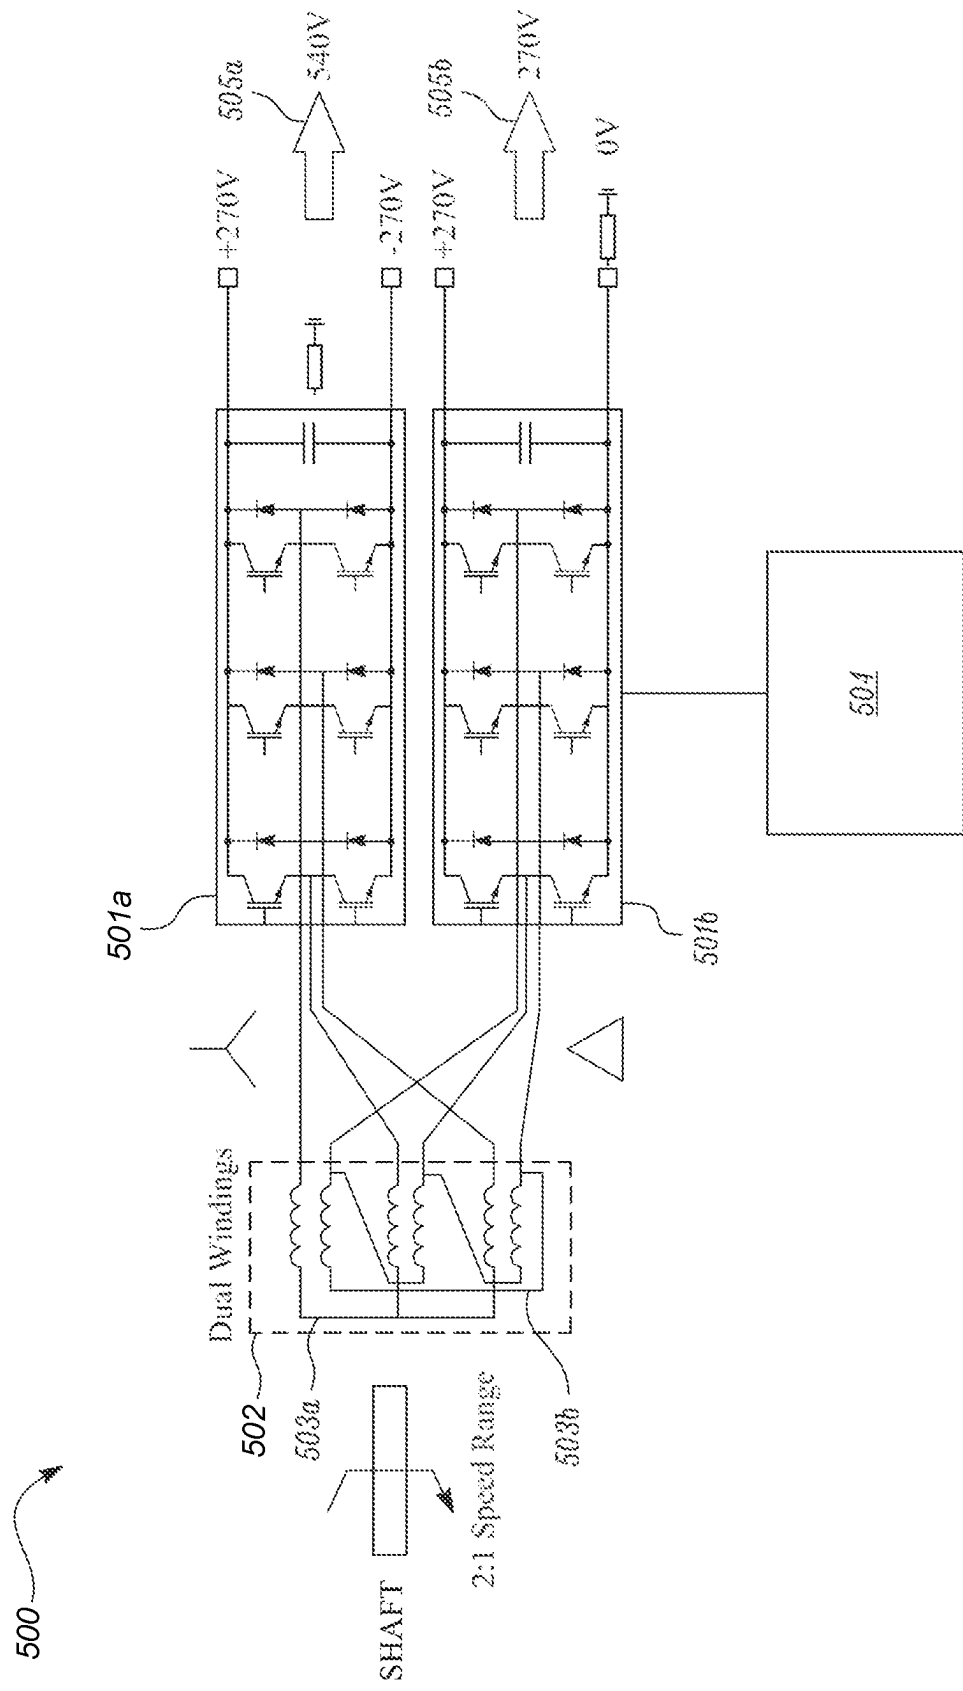 500
SHAFT
2:1 Speed Range
502
503a
503b
Dual Windings
501a
501b
504
+270V
-270V
+270V
0V
505a
540V
505b
270V